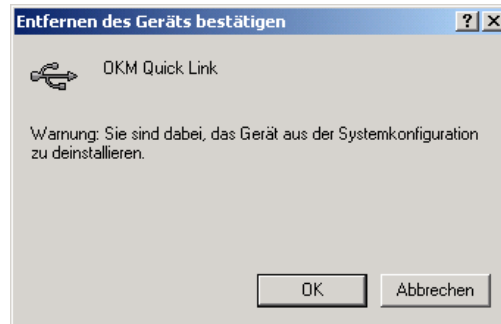 Entfernen des Geräts bestätigen
OKM Quick Link
Warnung: Sie sind dabei, das Gerät aus der Systemkonfiguration
zu deinstallieren.
OK
Abbrechen